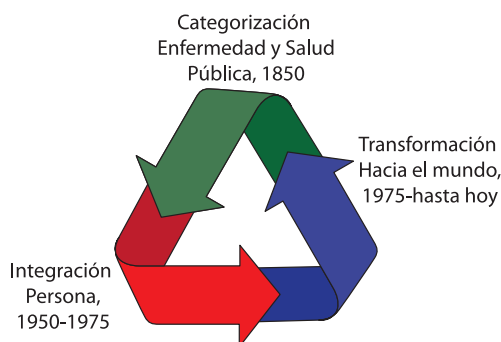 Categorización
Enfermedad y Salud
Pública, 1850
Transformación
Hacia el mundo,
1975-hasta hoy
Integración
Persona,
1950-1975